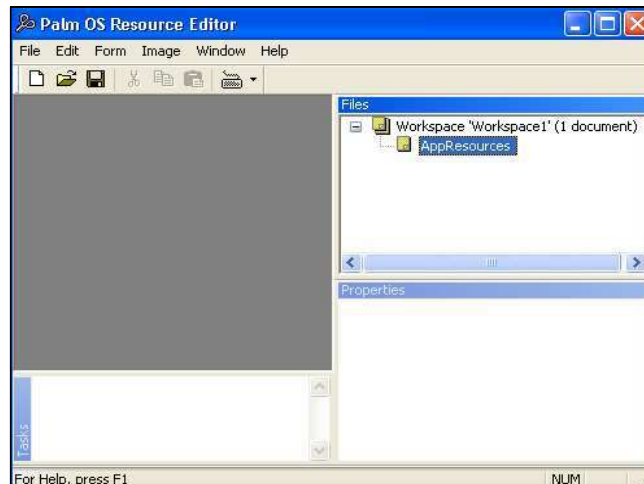 Palm OS Resource Editor
File Edit Form Image Window Help
Files
Workspace 'Workspace1' (1 document)
AppResources
Properties
Tasks
For Help, press F1 NUM